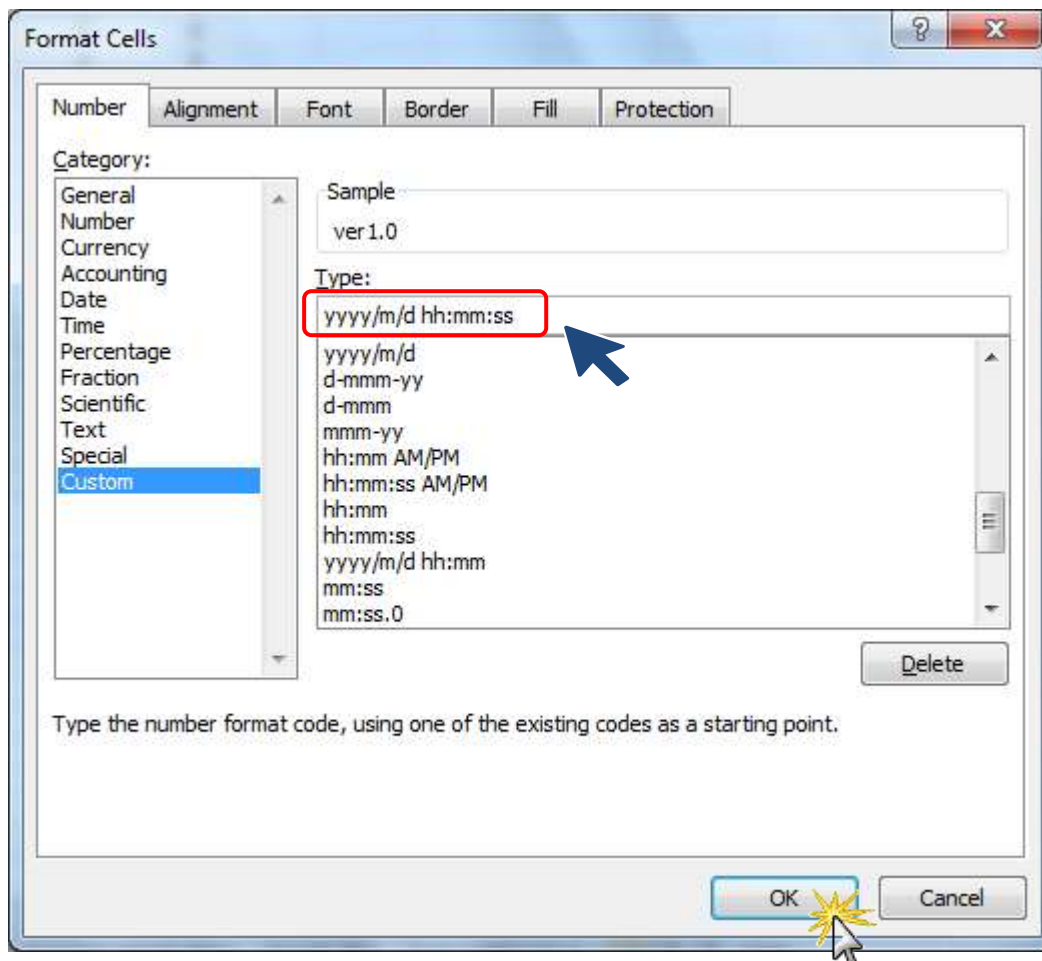 Format Cells
Number Alignment Font Border Fill Protection
Category:
General
Number
Currency
Accounting
Date
Time
Percentage
Fraction
Scientific
Text
Special
Custom
Sample
ver1.0
Type:
yyyy/m/d hh:mm:ss
yyyy/m/d
d-mmm-yy
d-mmm
mmm-yy
hh:mm AM/PM
hh:mm:ss AM/PM
hh:mm
hh:mm:ss
yyyy/m/d hh:mm
mm:ss
mm:ss.0
Delete
Type the number format code, using one of the existing codes as a starting point.
OK Cancel